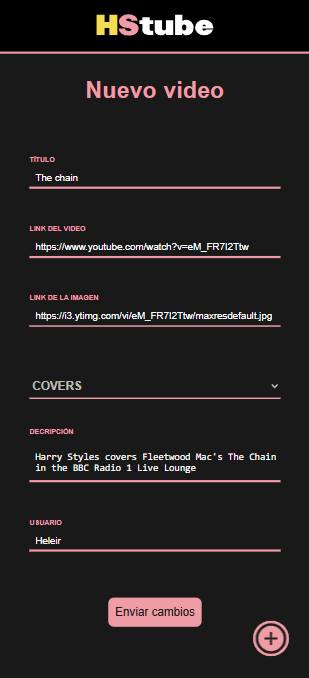 HStube
Nuevo video
TÍTULO
The chain
LINK DEL VIDEO
https://www.youtube.com/watch?v=eM_FR7I2Ttw
LINK DE LA IMAGEN
https://i3.ytimg.com/vi/eM_FR7I2Ttw/maxresdefault.jpg
COVERS
DECRIPCIÓN
Harry Styles covers Fleetwood Mac's The Chain
in the BBC Radio 1 Live Lounge
USUARIO
Heleir
Enviar cambios